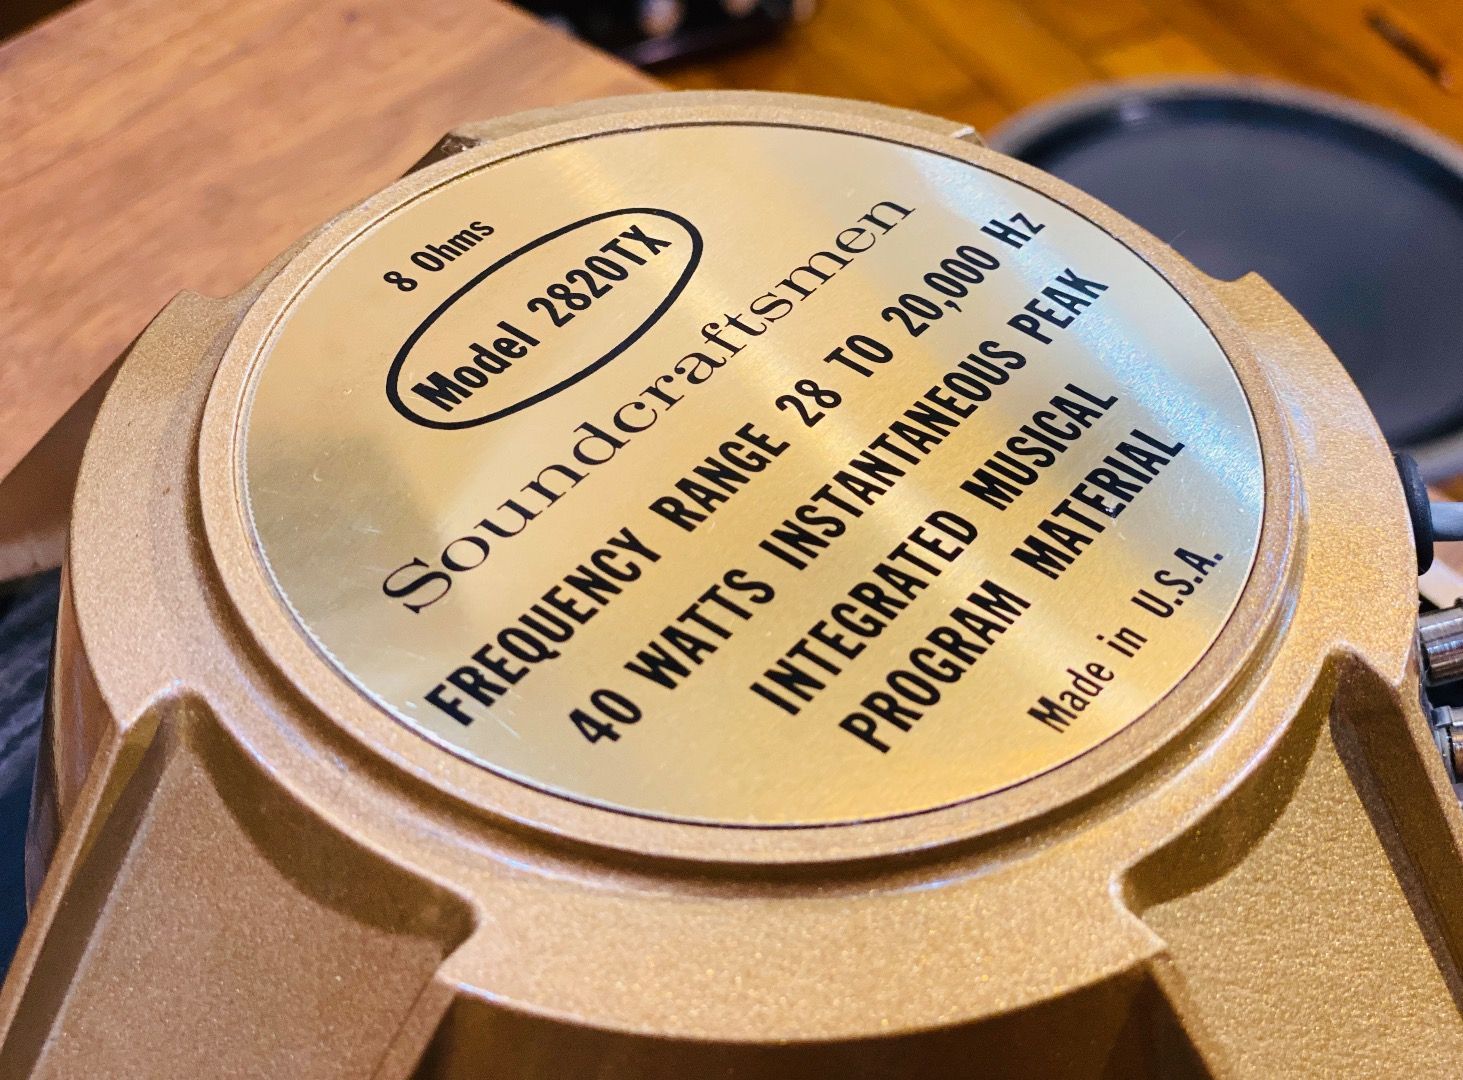 8 Ohms
Model 2820TX
Soundcraftsmen
FREQUENCY RANGE 28 TO 20,000 Hz
40 WATTS INSTANTANEOUS PEAK
INTEGRATED MUSICAL
PROGRAM MATERIAL
Made in U.S.A.